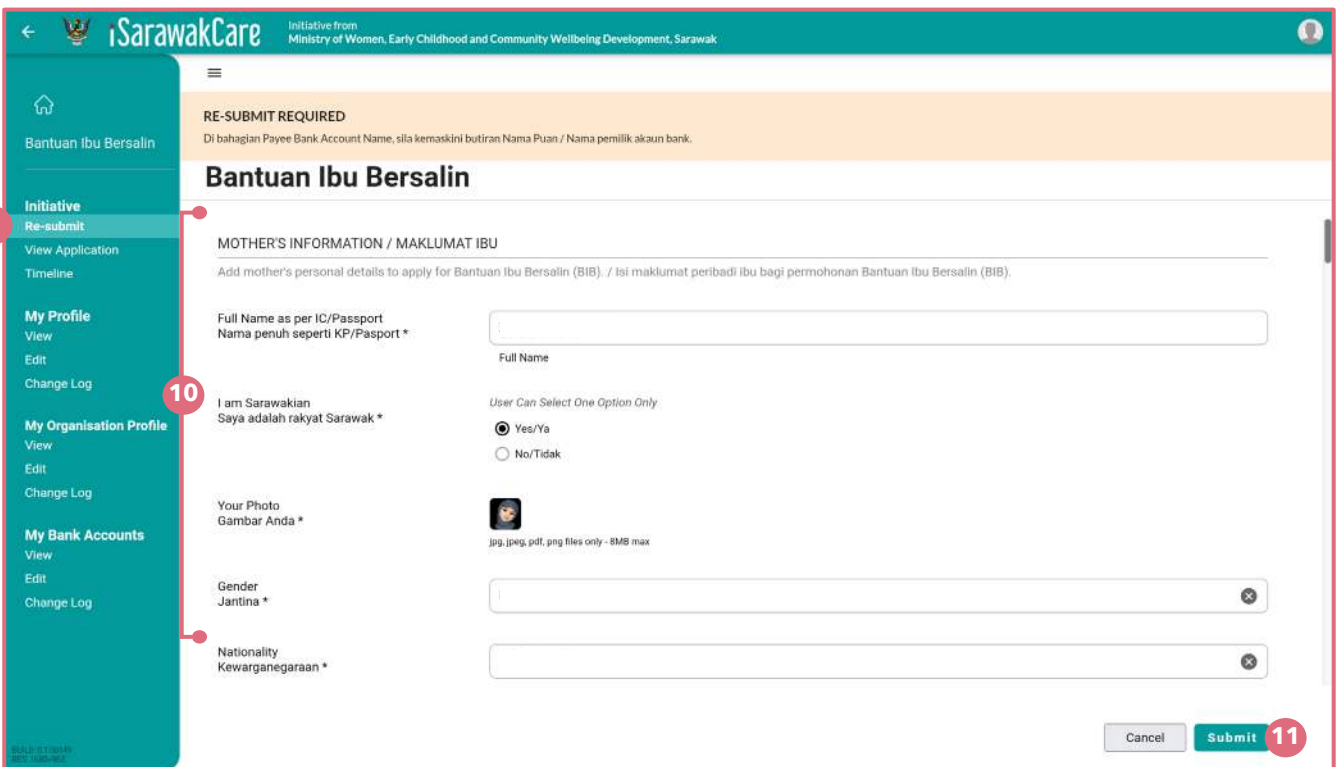 iSarawakCare
Initiative from
Ministry of Women, Early Childhood and Community Wellbeing Development, Sarawak
Bantuan Ibu Bersalin
Initiative
Re-submit
View Application
Timeline
My Profile
View
Edit
Change Log
My Organisation Profile
View
Edit
Change Log
My Bank Accounts
View
Edit
Change Log
RE-SUBMIT REQUIRED
Di bahagian Payee Bank Account Name, sila kemaskini butiran Nama Puan / Nama pemilik akaun bank.
Bantuan Ibu Bersalin
10
MOTHER'S INFORMATION / MAKLUMAT IBU
Add mother's personal details to apply for Bantuan Ibu Bersalin (BIB). / Isi maklumat peribadi ibu bagi permohonan Bantuan Ibu Bersalin (BIB).
Full Name as per IC/Passport
Nama penuh seperti KP/Pasport *
Full Name
I am Sarawakian
Saya adalah rakyat Sarawak *
User Can Select One Option Only
Yes/Ya
No/Tidak
Your Photo
Gambar Anda *
jpg, jpeg, pdf, png files only - 8MB max
Gender
Jantina *
Nationality
Kewarganegaraan *
Cancel
Submit
11